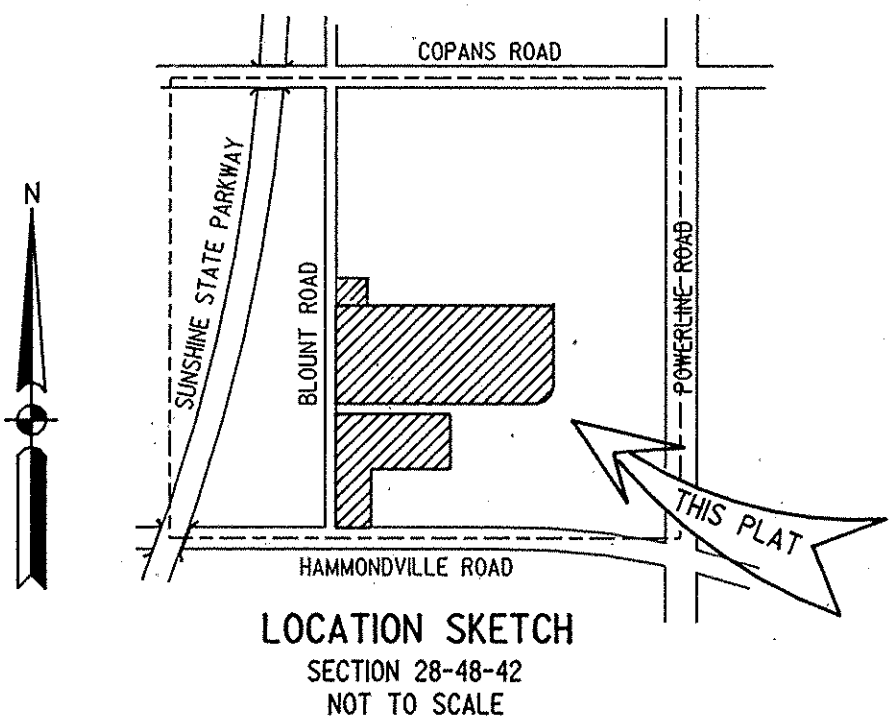 COPANS ROAD
N
SUNSHINE STATE PARKWAY
BLOUNT ROAD
POWERLINE ROAD
THIS PLAT
HAMMONDVILLE ROAD
LOCATION SKETCH
SECTION 28-48-42
NOT TO SCALE